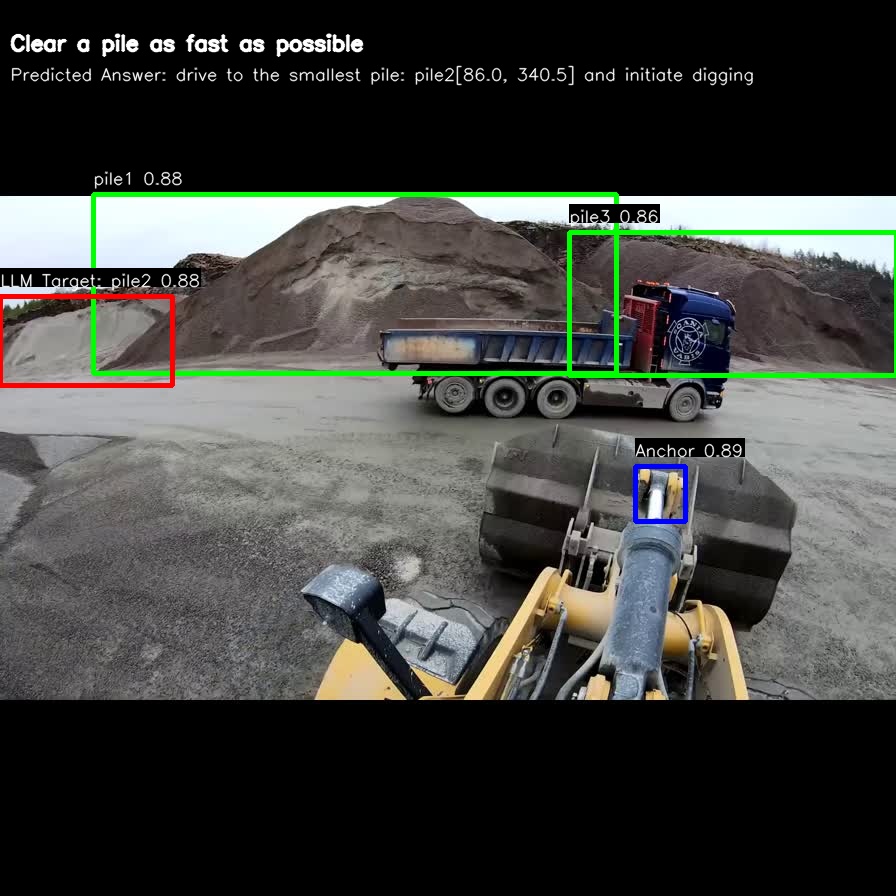 Clear a pile as fast as possible
Predicted Answer: drive to the smallest pile: pile2[86.0, 340.5] and initiate digging
pile1 0.88
pile3 0.86
LLM Target: pile2 0.88
Anchor 0.89